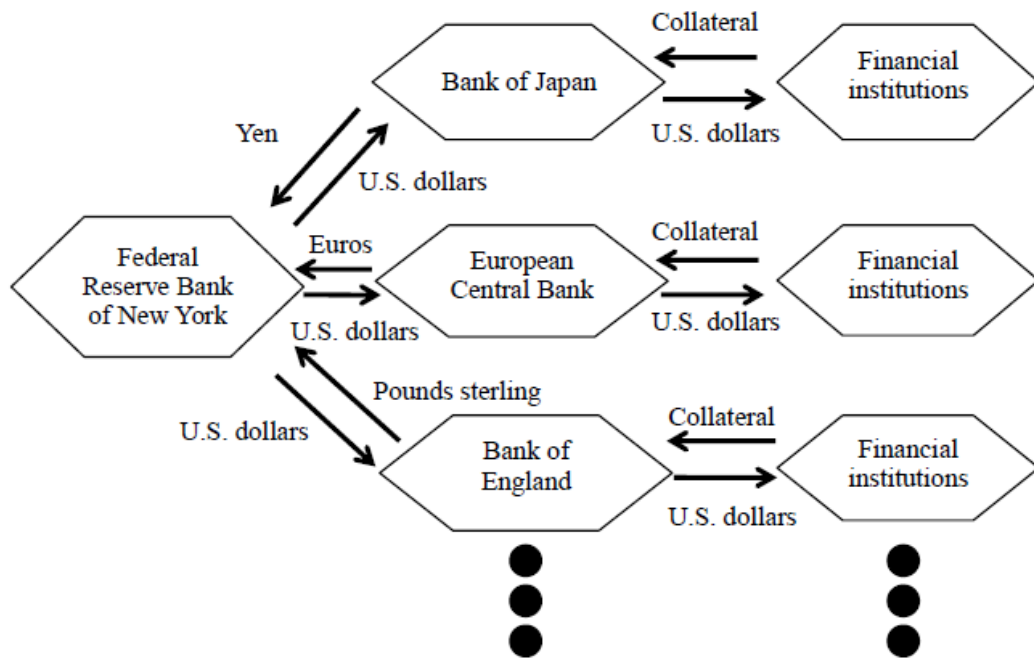 Collateral
Bank of Japan
Financial
institutions
U.S. dollars
Yen
U.S. dollars
Federal
Reserve Bank
of New York
Euros
U.S. dollars
European
Central Bank
Collateral
U.S. dollars
Financial
institutions
Pounds sterling
U.S. dollars
Bank of
England
Collateral
U.S. dollars
Financial
institutions